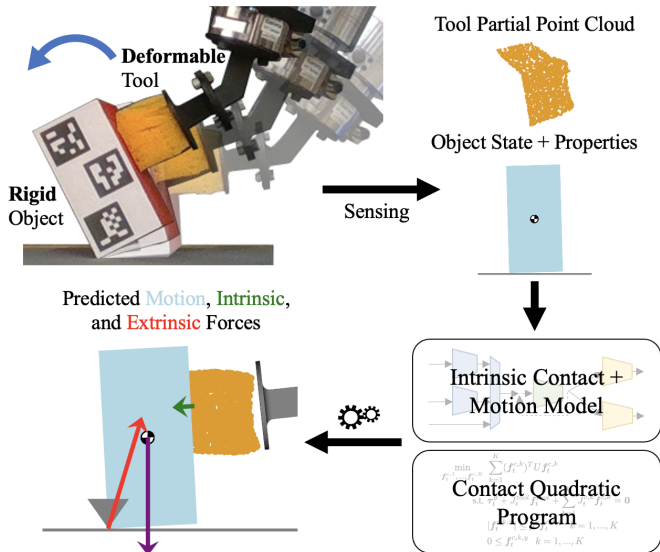 Deformable
Tool
Rigid
Object
Sensing
Tool Partial Point Cloud
Object State + Properties
Intrinsic Contact +
Motion Model
Contact Quadratic
Program
Predicted Motion, Intrinsic,
and Extrinsic Forces